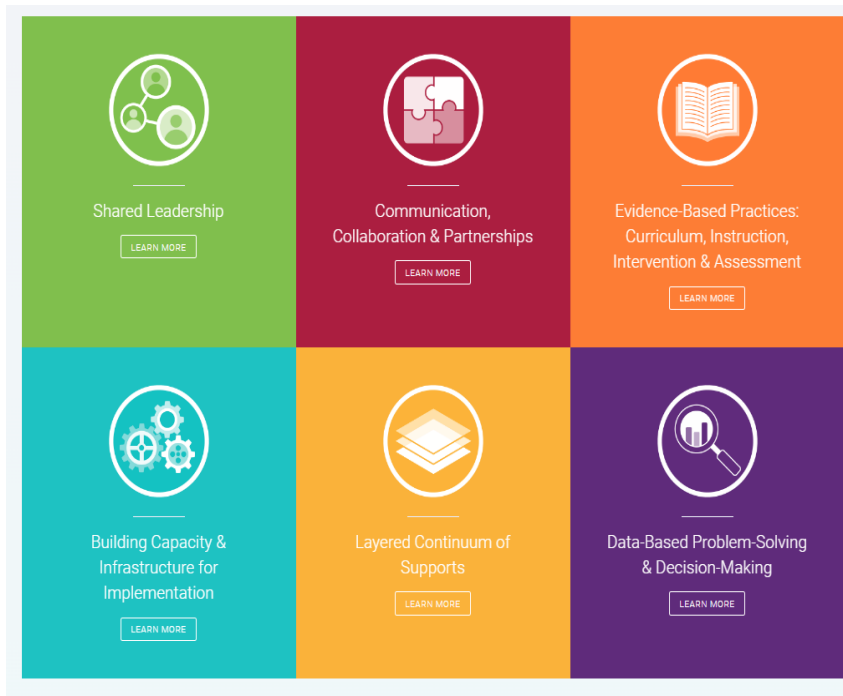 Shared Leadership
LEARN MORE
Communication,
Collaboration & Partnerships
LEARN MORE
Evidence-Based Practices:
Curriculum, Instruction,
Intervention & Assessment
LEARN MORE
Building Capacity &
Infrastructure for
Implementation
LEARN MORE
Layered Continuum of
Supports
LEARN MORE
Data-Based Problem-Solving
& Decision-Making
LEARN MORE